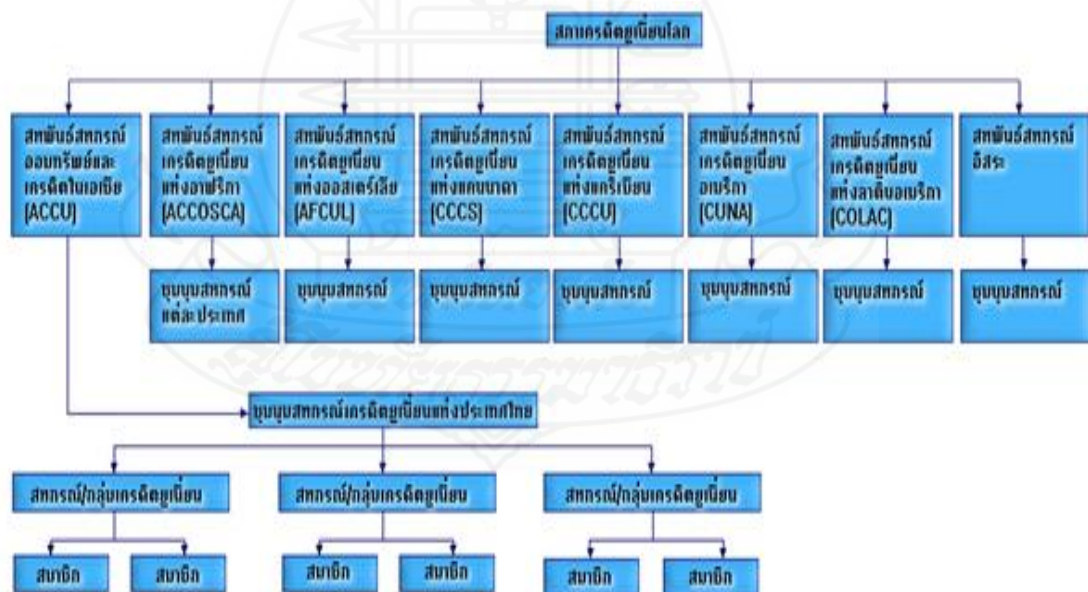 สภาเครดิตยูเนี่ยนโลก
สหพันธ์สหกรณ์
ออมทรัพย์และ
เครดิตในเอเชีย
(ACCU)
สหพันธ์สหกรณ์
เครดิตยูเนี่ยน
แห่งอาฟริกา
(ACCOSCA)
สหพันธ์สหกรณ์
เครดิตยูเนี่ยน
แห่งออสเตร์เลีย
(AFCUL)
สหพันธ์สหกรณ์
เครดิตยูเนี่ยน
แห่งแคนนาดา
(CCCS)
สหพันธ์สหกรณ์
เครดิตยูเนี่ยน
แห่งแคริเบียน
(CCCU)
สหพันธ์สหกรณ์
เครดิตยูเนี่ยน
อเมริกา
(CUNA)
สหพันธ์สหกรณ์
เครดิตยูเนี่ยน
แห่งลาตินอเมริกา
(COLAC)
สหพันธ์สหกรณ์
อิสระ
ชุมนุมสหกรณ์
แต่ละประเทศ
ชุมนุมสหกรณ์
ชุมนุมสหกรณ์
ชุมนุมสหกรณ์
ชุมนุมสหกรณ์
ชุมนุมสหกรณ์
ชุมนุมสหกรณ์
ชุมนุมสหกรณ์เครดิตยูเนี่ยนแห่งประเทศไทย
สหกรณ์/กลุ่มเครดิตยูเนี่ยน
สหกรณ์/กลุ่มเครดิตยูเนี่ยน
สหกรณ์/กลุ่มเครดิตยูเนี่ยน
สมาชิก
สมาชิก
สมาชิก
สมาชิก
สมาชิก
สมาชิก